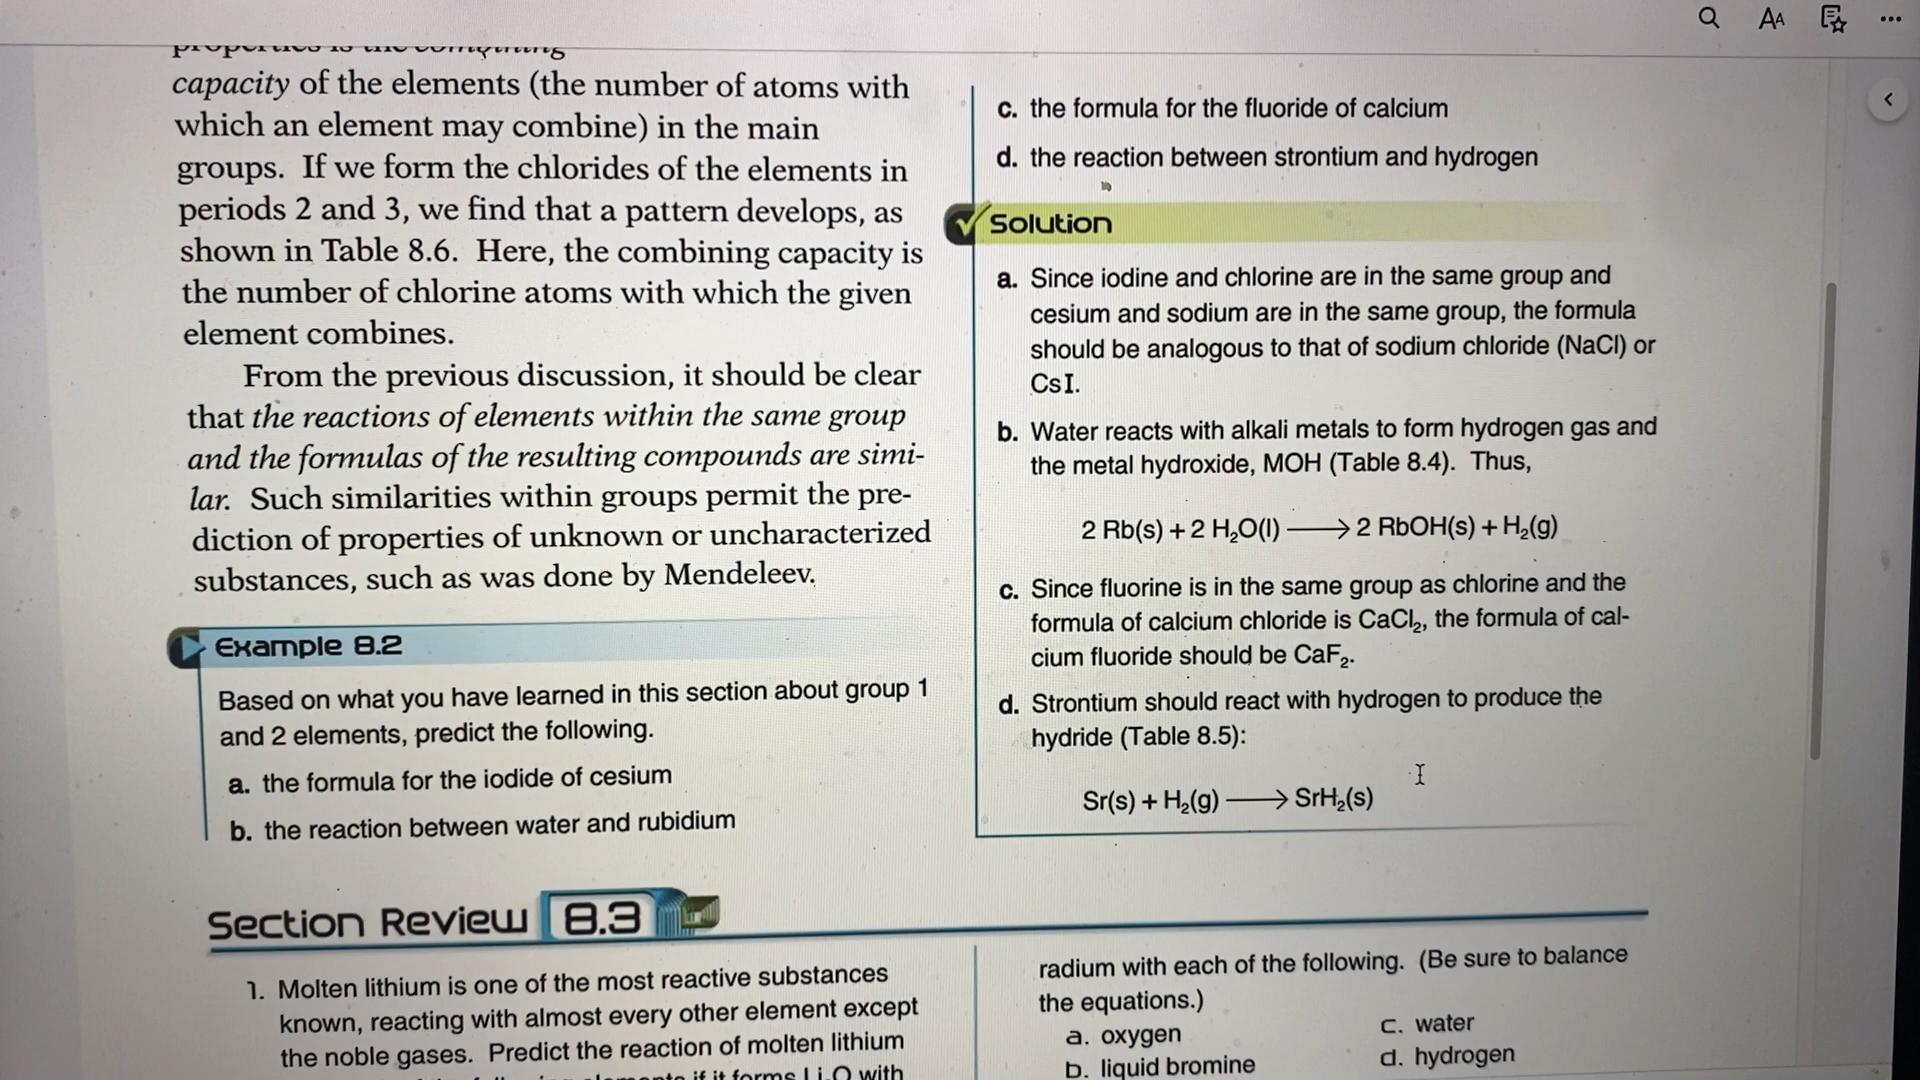 capacity of the elements (the number of atoms with
which an element may combine) in the main
groups. If we form the chlorides of the elements in
periods 2 and 3, we find that a pattern develops, as
shown in Table 8.6. Here, the combining capacity is
the number of chlorine atoms with which the given
element combines.
From the previous discussion, it should be clear
that the reactions of elements within the same group
and the formulas of the resulting compounds are simi-
lar. Such similarities within groups permit the pre-
diction of properties of unknown or uncharacterized
substances, such as was done by Mendeleev.
Example 8.2
Based on what you have learned in this section about group 1
and 2 elements, predict the following.
a. the formula for the iodide of cesium
b. the reaction between water and rubidium
c. the formula for the fluoride of calcium
d. the reaction between strontium and hydrogen
Solution
a. Since iodine and chlorine are in the same group and
cesium and sodium are in the same group, the formula
should be analogous to that of sodium chloride (NaCl) or
CsI.
b. Water reacts with alkali metals to form hydrogen gas and
the metal hydroxide, MOH (Table 8.4). Thus,
2 Rb(s) + 2 H₂O(l) ⟶ 2 RbOH(s) + H₂(g)
c. Since fluorine is in the same group as chlorine and the
formula of calcium chloride is CaCl₂, the formula of cal-
cium fluoride should be CaF₂.
d. Strontium should react with hydrogen to produce the
hydride (Table 8.5):
Sr(s) + H₂(g) ⟶ SrH₂(s)
Section Review 8.3
1. Molten lithium is one of the most reactive substances
known, reacting with almost every other element except
the noble gases. Predict the reaction of molten lithium
if it forms Li₂O with
radium with each of the following. (Be sure to balance
the equations.)
a. oxygen
b. liquid bromine
c. water
d. hydrogen